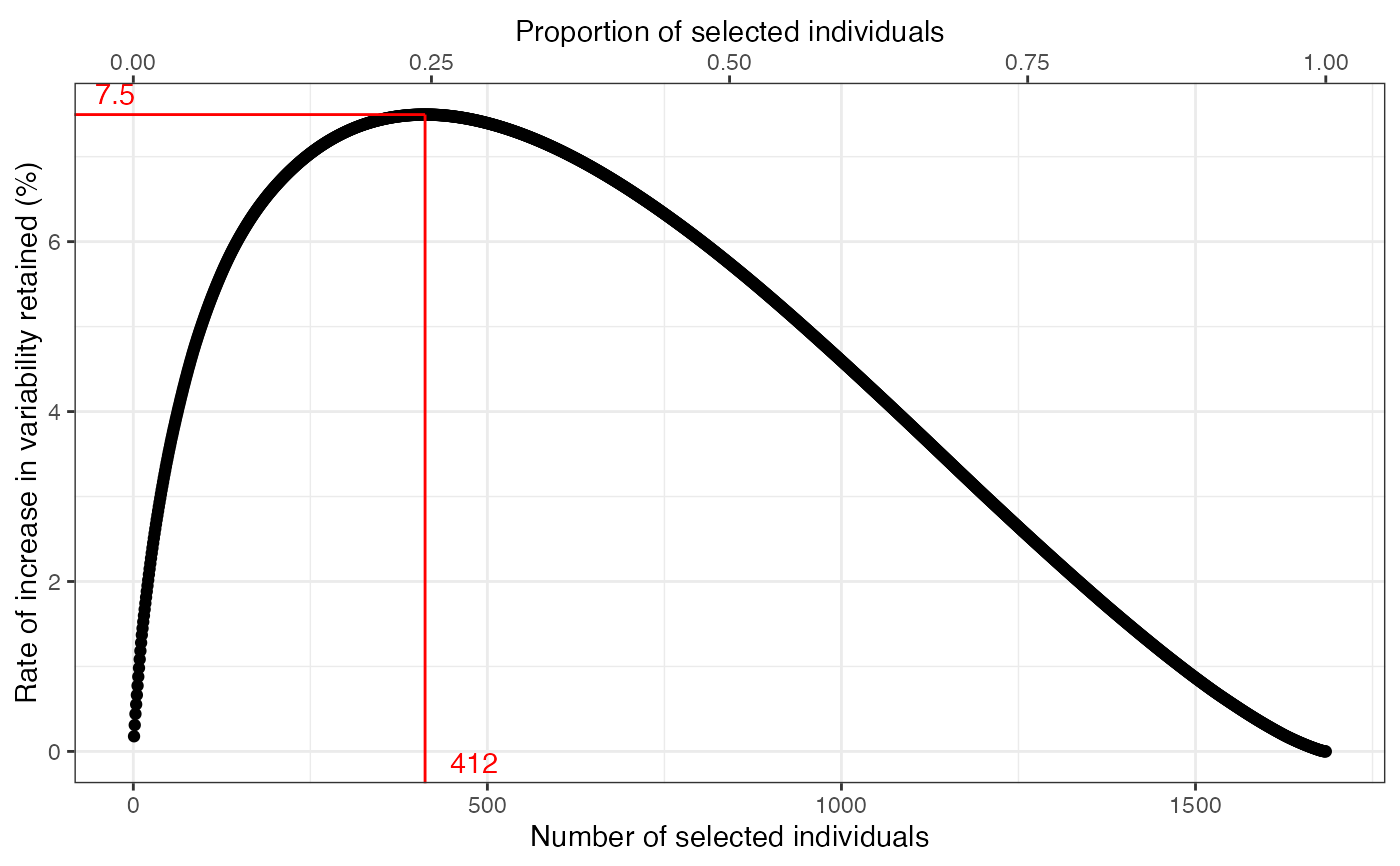 Proportion of selected individuals
0.00 0.25 0.50 0.75 1.00
7.5
Rate of increase in variability retained (%)
6
4
2
0
412
0 500 1000 1500
Number of selected individuals